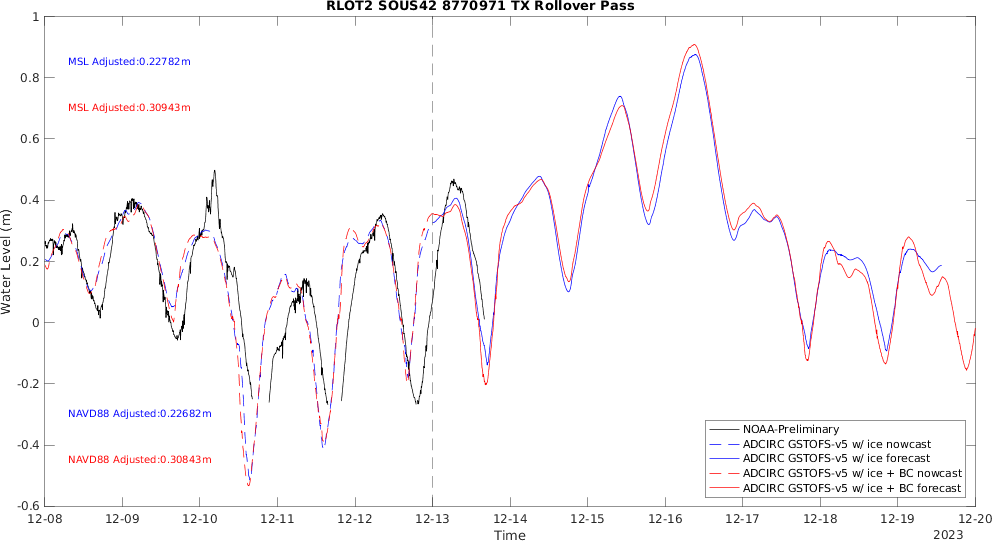 RLOT2 SOUS42 8770971 TX Rollover Pass
1
0.8
0.6
0.4
0.2
0
-0.2
-0.4
-0.6
Water Level (m)
MSL Adjusted:0.22782m
MSL Adjusted:0.30943m
NAVD88 Adjusted:0.22682m
NAVD88 Adjusted:0.30843m
NOAA-Preliminary
ADCIRC GSTOFS-v5 w/ ice nowcast
ADCIRC GSTOFS-v5 w/ ice forecast
ADCIRC GSTOFS-v5 w/ ice + BC nowcast
ADCIRC GSTOFS-v5 w/ ice + BC forecast
12-08 12-09 12-10 12-11 12-12 12-13 12-14 12-15 12-16 12-17 12-18 12-19 12-20
Time
2023